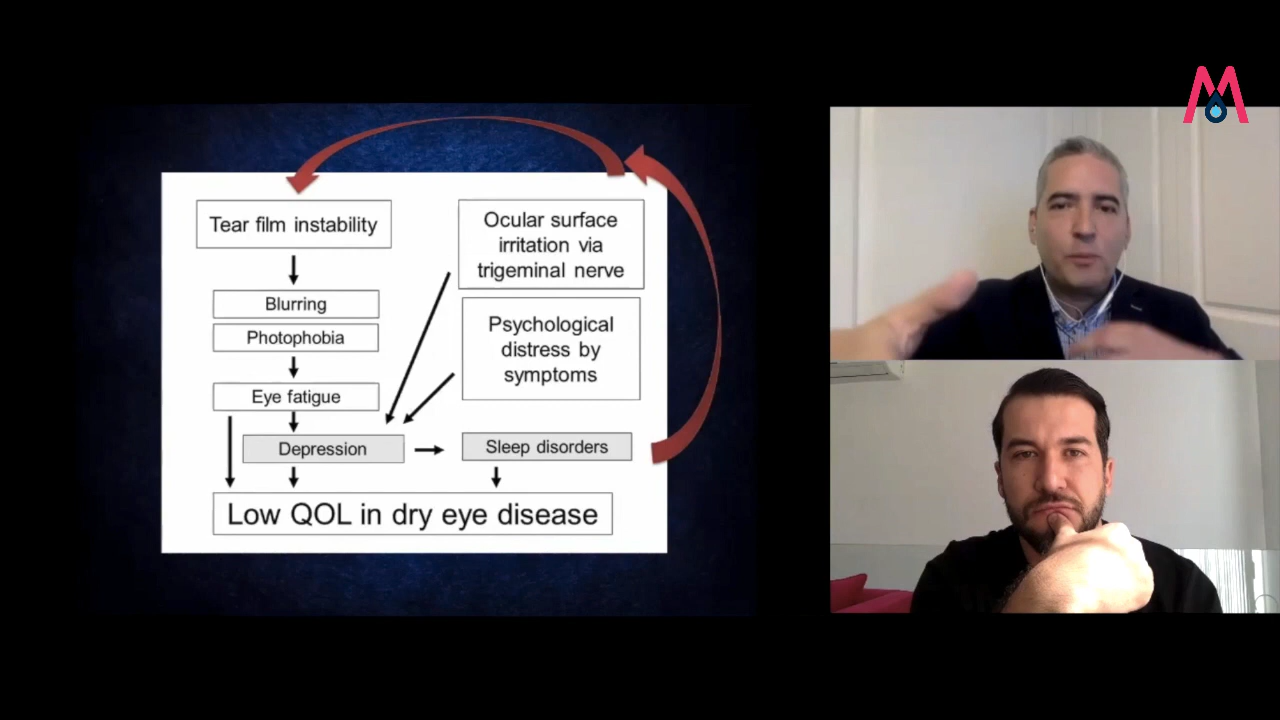 Tear film instability
Blurring
Photophobia
Eye fatigue
Depression
Ocular surface
irritation via
trigeminal nerve
Psychological
distress by
symptoms
Sleep disorders
Low QOL in dry eye disease
M